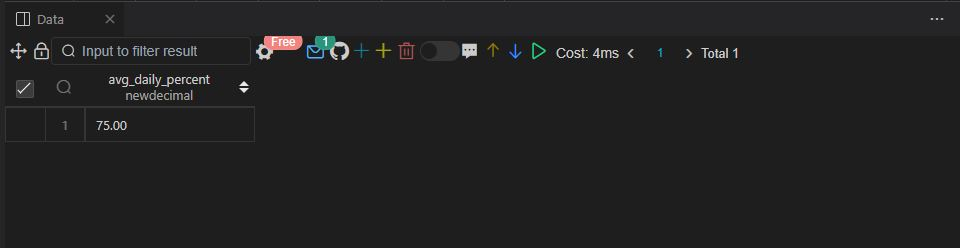 Data
Input to filter result
Free
1
Cost: 4ms
1
Total 1
avg_daily_percent
newdecimal
1
75.00